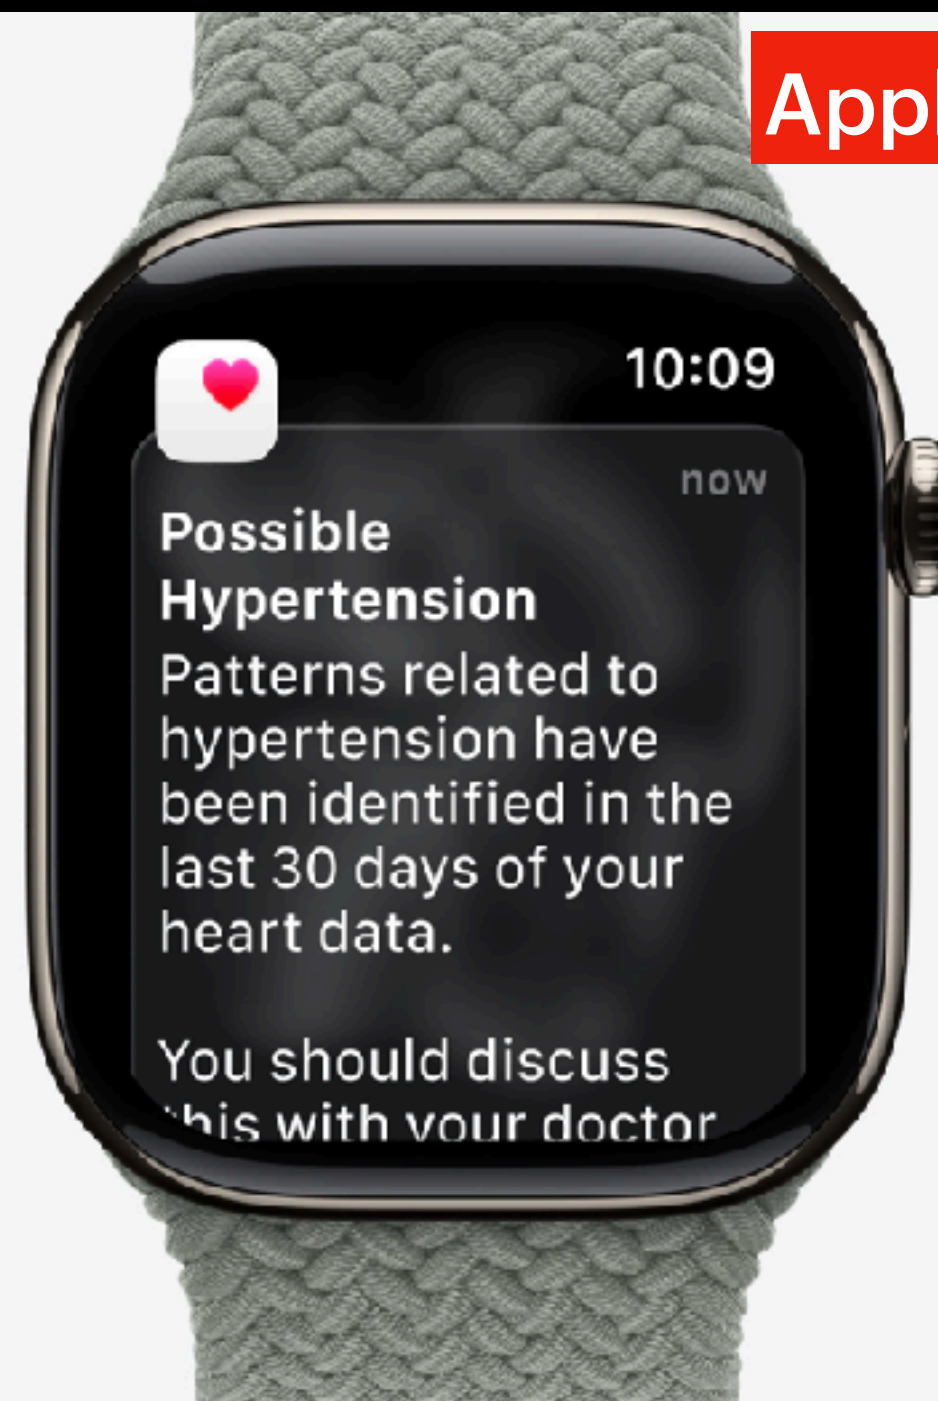 Appl
10:09
now
Possible
Hypertension
Patterns related to
hypertension have
been identified in the
last 30 days of your
heart data.
You should discuss
this with your doctor